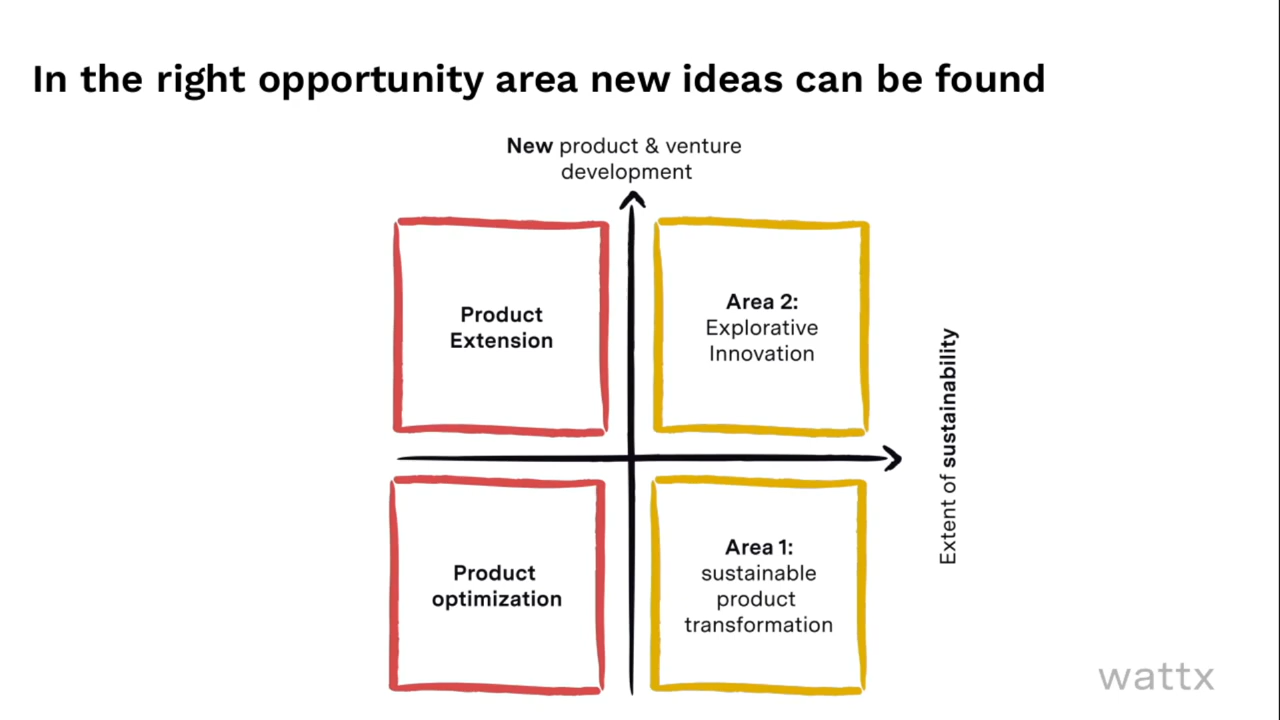 In the right opportunity area new ideas can be found
New product & venture
development
Product
Extension
Area 2:
Explorative
Innovation
Extent of sustainability
Product
optimization
Area 1:
sustainable
product
transformation
wattx